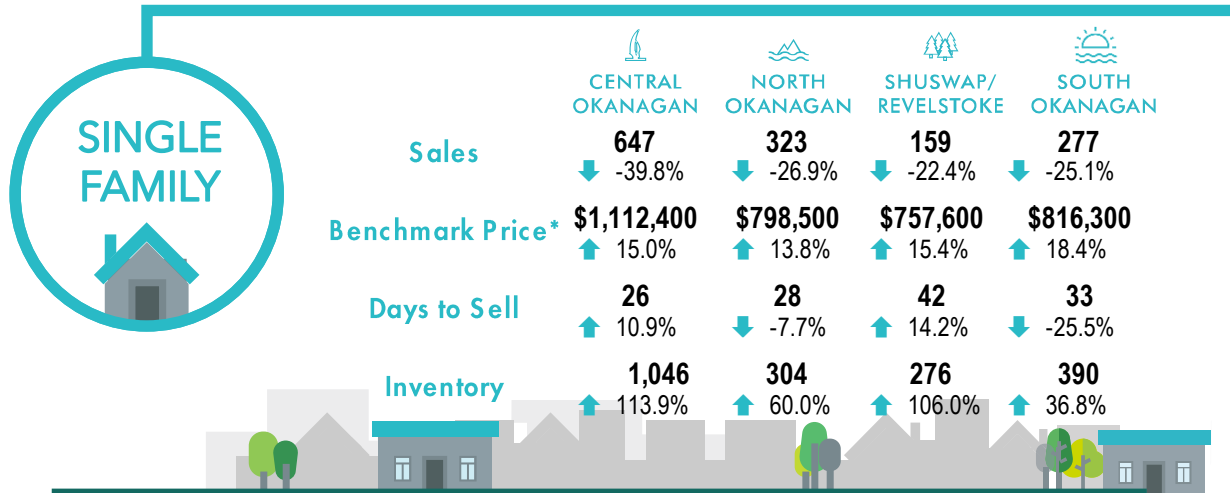 SINGLE
FAMILY
CENTRAL
OKANAGAN
NORTH
OKANAGAN
SHUSWAP/
REVELSTOKE
SOUTH
OKANAGAN
Sales
647 323 159 277
-39.8% -26.9% -22.4% -25.1%
Benchmark Price*
$1,112,400 $798,500 $757,600 $816,300
15.0% 13.8% 15.4% 18.4%
Days to Sell
26 28 42 33
10.9% -7.7% 14.2% -25.5%
Inventory
1,046 304 276 390
113.9% 60.0% 106.0% 36.8%